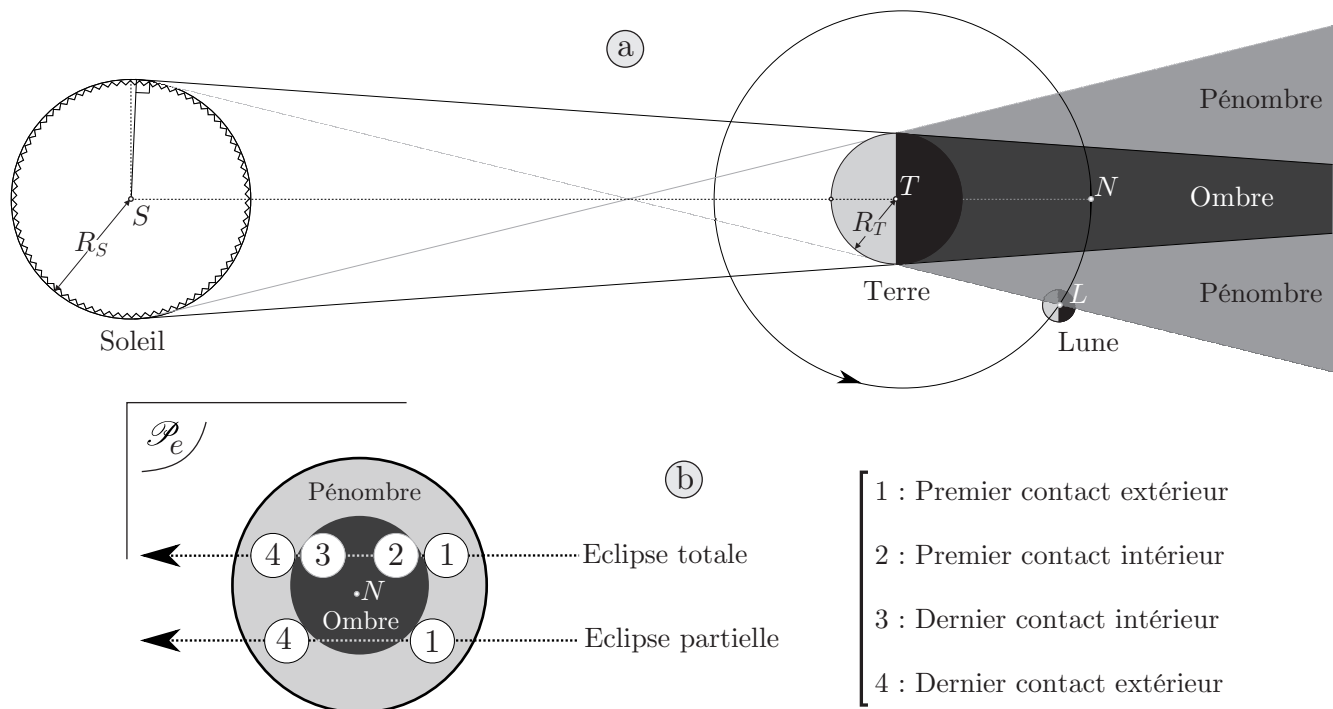 a
Pénombre
T
N
Ombre
S
R_T
R_S
Terre
Pénombre
L
Soleil
Lune
𝒫e
b
Pénombre
1 : Premier contact extérieur
4 3 2 1
Eclipse totale
2 : Premier contact intérieur
N
Ombre
3 : Dernier contact intérieur
4 1
Eclipse partielle
4 : Dernier contact extérieur